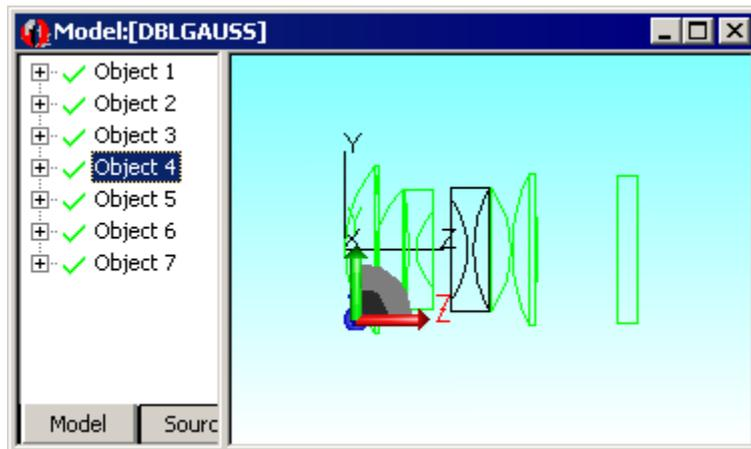 Model:[DBLGAUSS]
Object 1
Object 2
Object 3
Object 4
Object 5
Object 6
Object 7
Y
Y
X
Z
Z
Model
Sourc